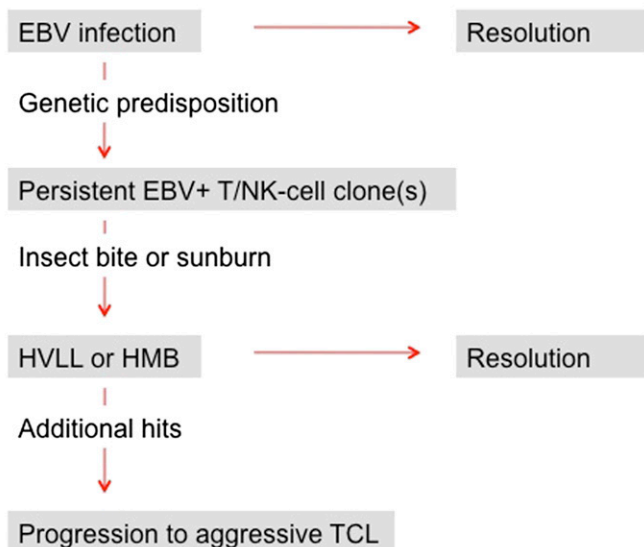 EBV infection
Resolution
Genetic predisposition
Persistent EBV+ T/NK-cell clone(s)
Insect bite or sunburn
HVLL or HMB
Resolution
Additional hits
Progression to aggressive TCL